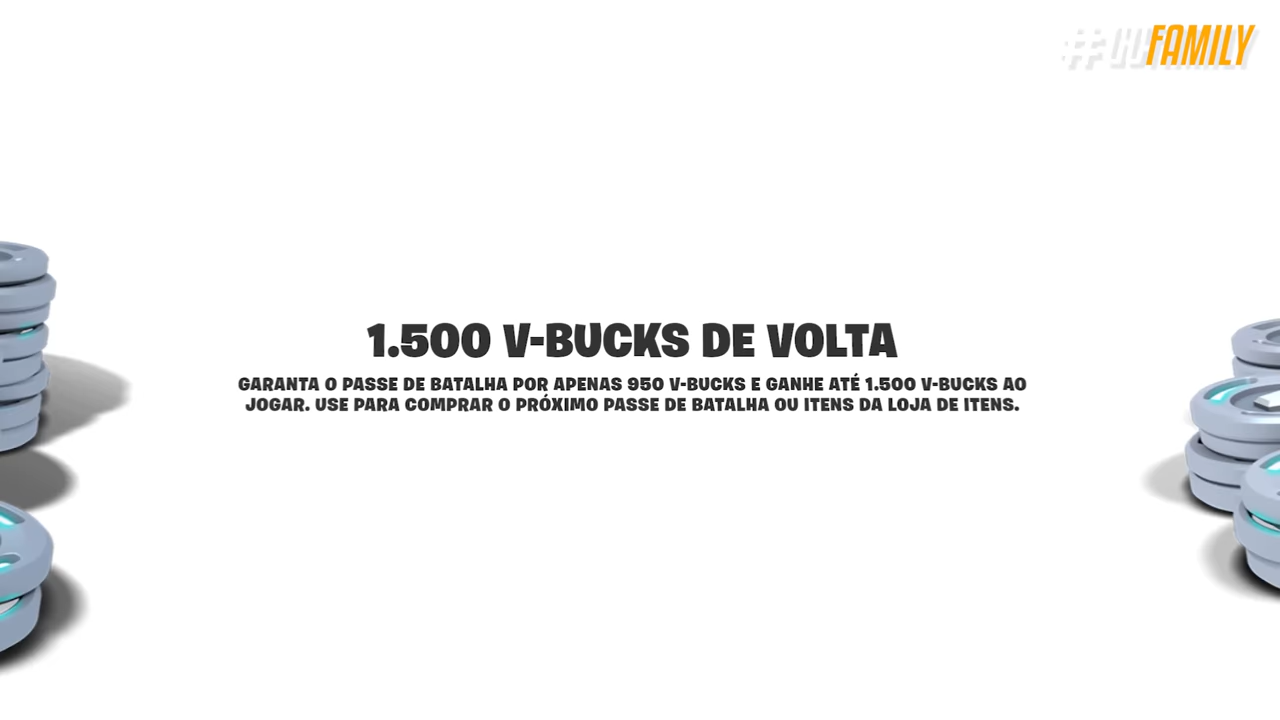 FAMILY
1.500 V-BUCKS DE VOLTA
GARANTA O PASSE DE BATALHA POR APENAS 950 V-BUCKS E GANHE ATÉ 1.500 V-BUCKS AO
JOGAR. USE PARA COMPRAR O PRÓXIMO PASSE DE BATALHA OU ITENS DA LOJA DE ITENS.